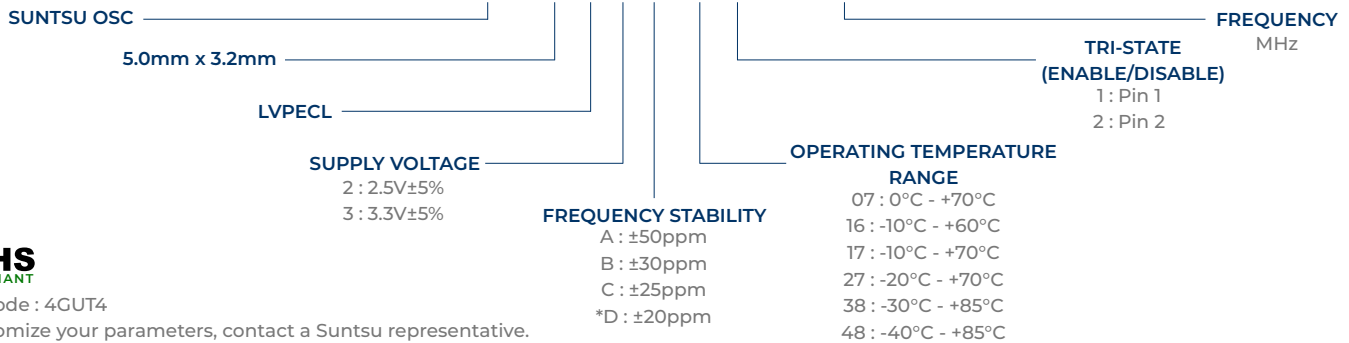 SUNTSU OSC
FREQUENCY
MHz
5.0mm x 3.2mm
TRI-STATE
(ENABLE/DISABLE)
1 : Pin 1
2 : Pin 2
LVPECL
SUPPLY VOLTAGE
2 : 2.5V±5%
3 : 3.3V±5%
OPERATING TEMPERATURE
RANGE
07 : 0°C - +70°C
16 : -10°C - +60°C
17 : -10°C - +70°C
27 : -20°C - +70°C
38 : -30°C - +85°C
48 : -40°C - +85°C
FREQUENCY STABILITY
A : ±50ppm
B : ±30ppm
C : ±25ppm
*D : ±20ppm
HS
IANT
ode : 4GUT4
omize your parameters, contact a Suntsu representative.